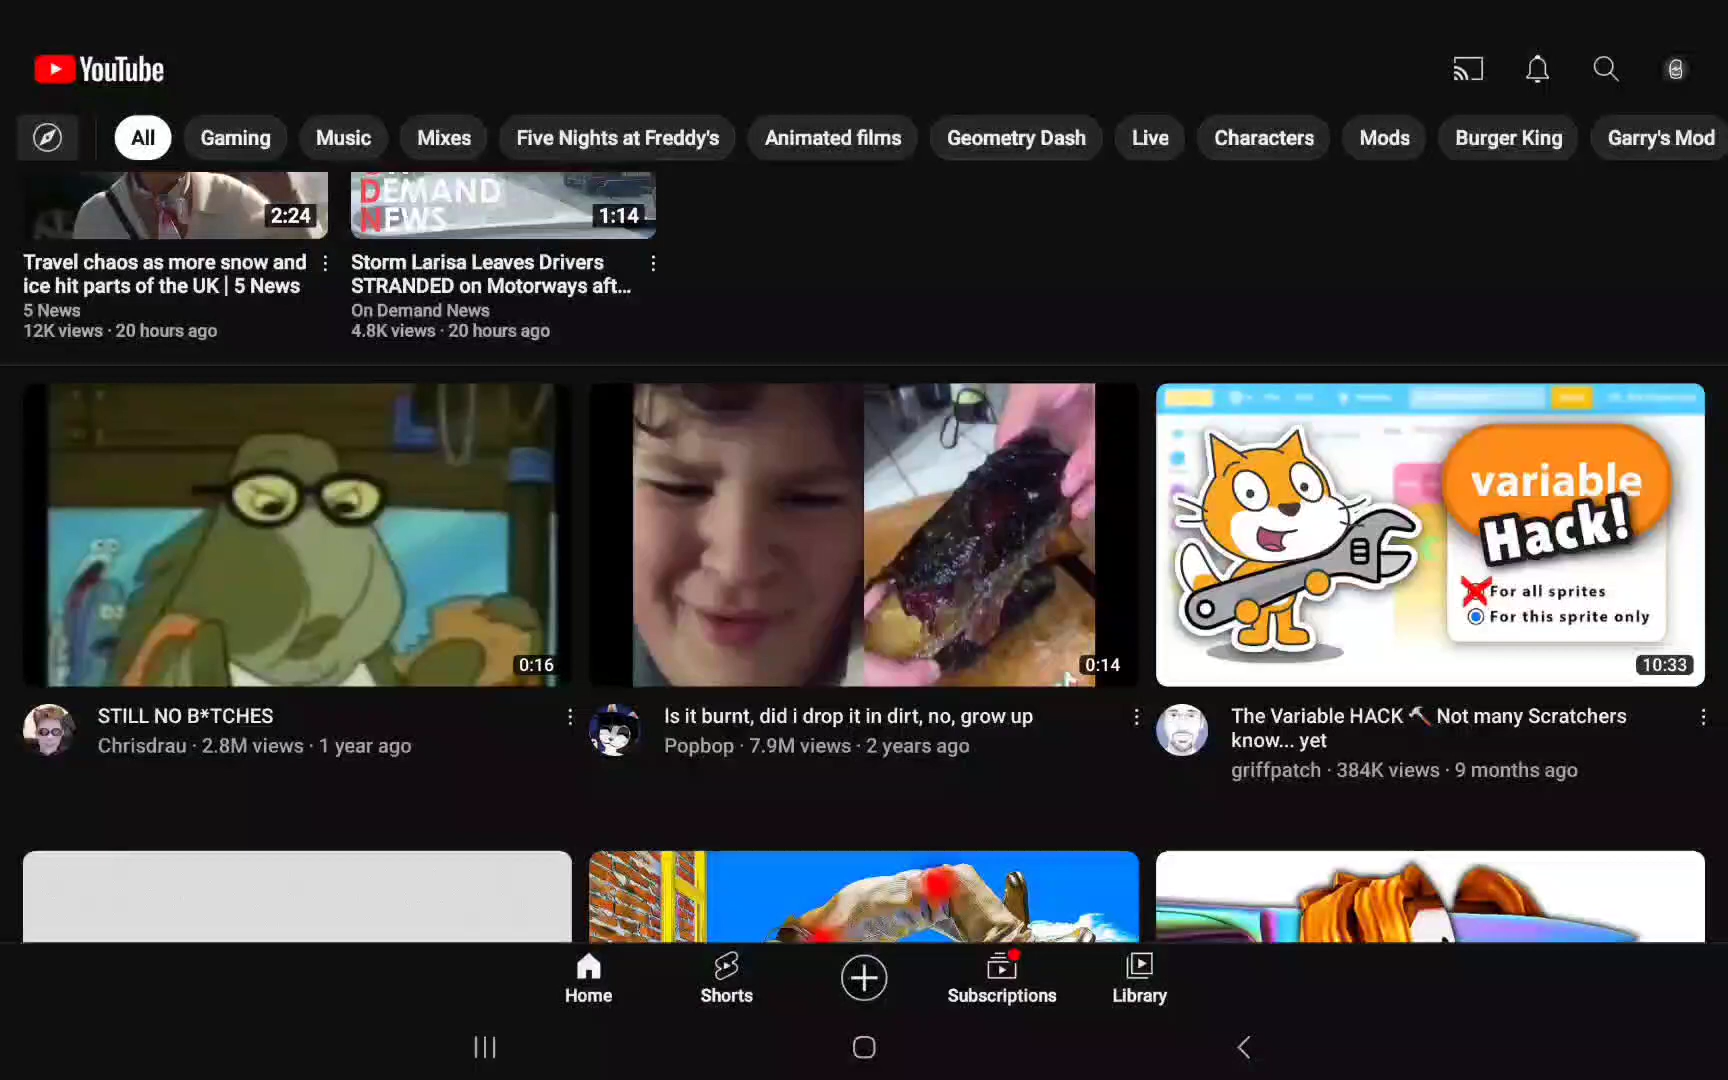 YouTube
All
Gaming
Music
Mixes
Five Nights at Freddy's
Animated films
Geometry Dash
Live
Characters
Mods
Burger King
Garry's Mod
2:24
DEMAND
NEWS
1:14
Travel chaos as more snow and
ice hit parts of the UK | 5 News
5 News
12K views · 20 hours ago
Storm Larisa Leaves Drivers
STRANDED on Motorways aft...
On Demand News
4.8K views · 20 hours ago
0:16
0:14
variable
Hack!
For all sprites
For this sprite only
10:33
STILL NO B*TCHES
Chrisdrau · 2.8M views · 1 year ago
Is it burnt, did i drop it in dirt, no, grow up
Popbop · 7.9M views · 2 years ago
The Variable HACK 🔨 Not many Scratchers
know... yet
griffpatch · 384K views · 9 months ago
Home
Shorts
Subscriptions
Library